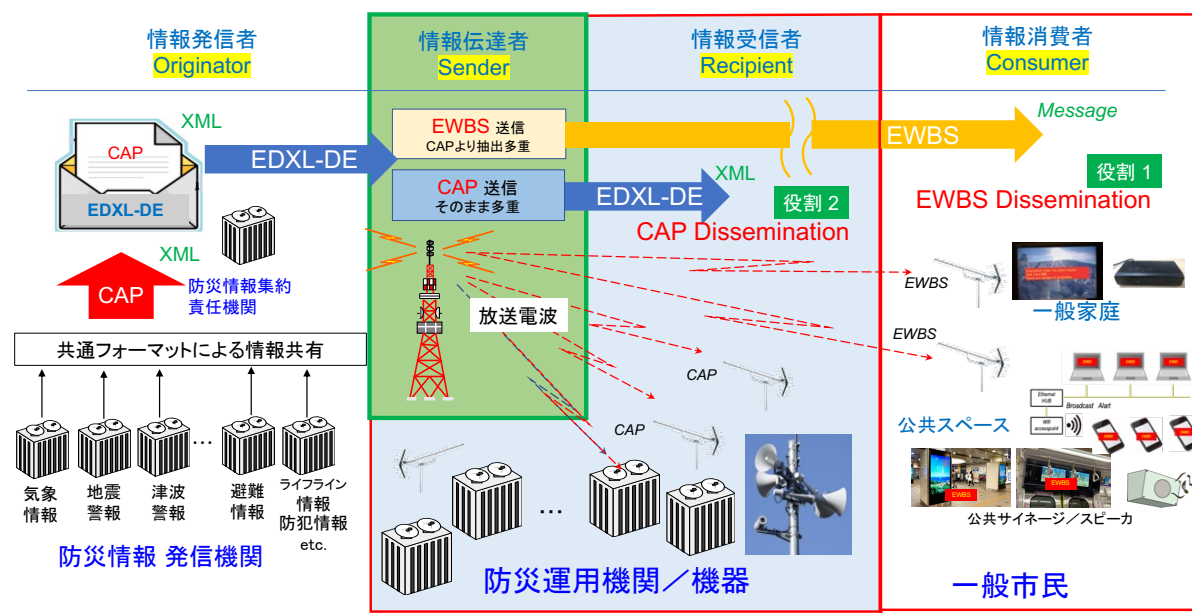 情報発信者
Originator
情報伝達者
Sender
情報受信者
Recipient
情報消費者
Consumer
XML
CAP
EDXL-DE
EDXL-DE
EWBS 送信
CAPより抽出多重
CAP 送信
そのまま多重
EDXL-DE
XML
EWBS
Message
役割 1
EWBS Dissemination
役割 2
CAP Dissemination
XML
CAP
防災情報集約
責任機関
共通フォーマットによる情報共有
…
気象
情報
地震
警報
津波
警報
避難
情報
ライフライン
情報
防犯情報
etc.
防災情報 発信機関
放送電波
CAP
CAP
…
防災運用機関／機器
EWBS
一般家庭
EWBS
Ethernet
HUB
Broadcast Alert
Wifi
accesspoint
公共スペース
EWBS
EWBS
公共サイネージ／スピーカ
一般市民